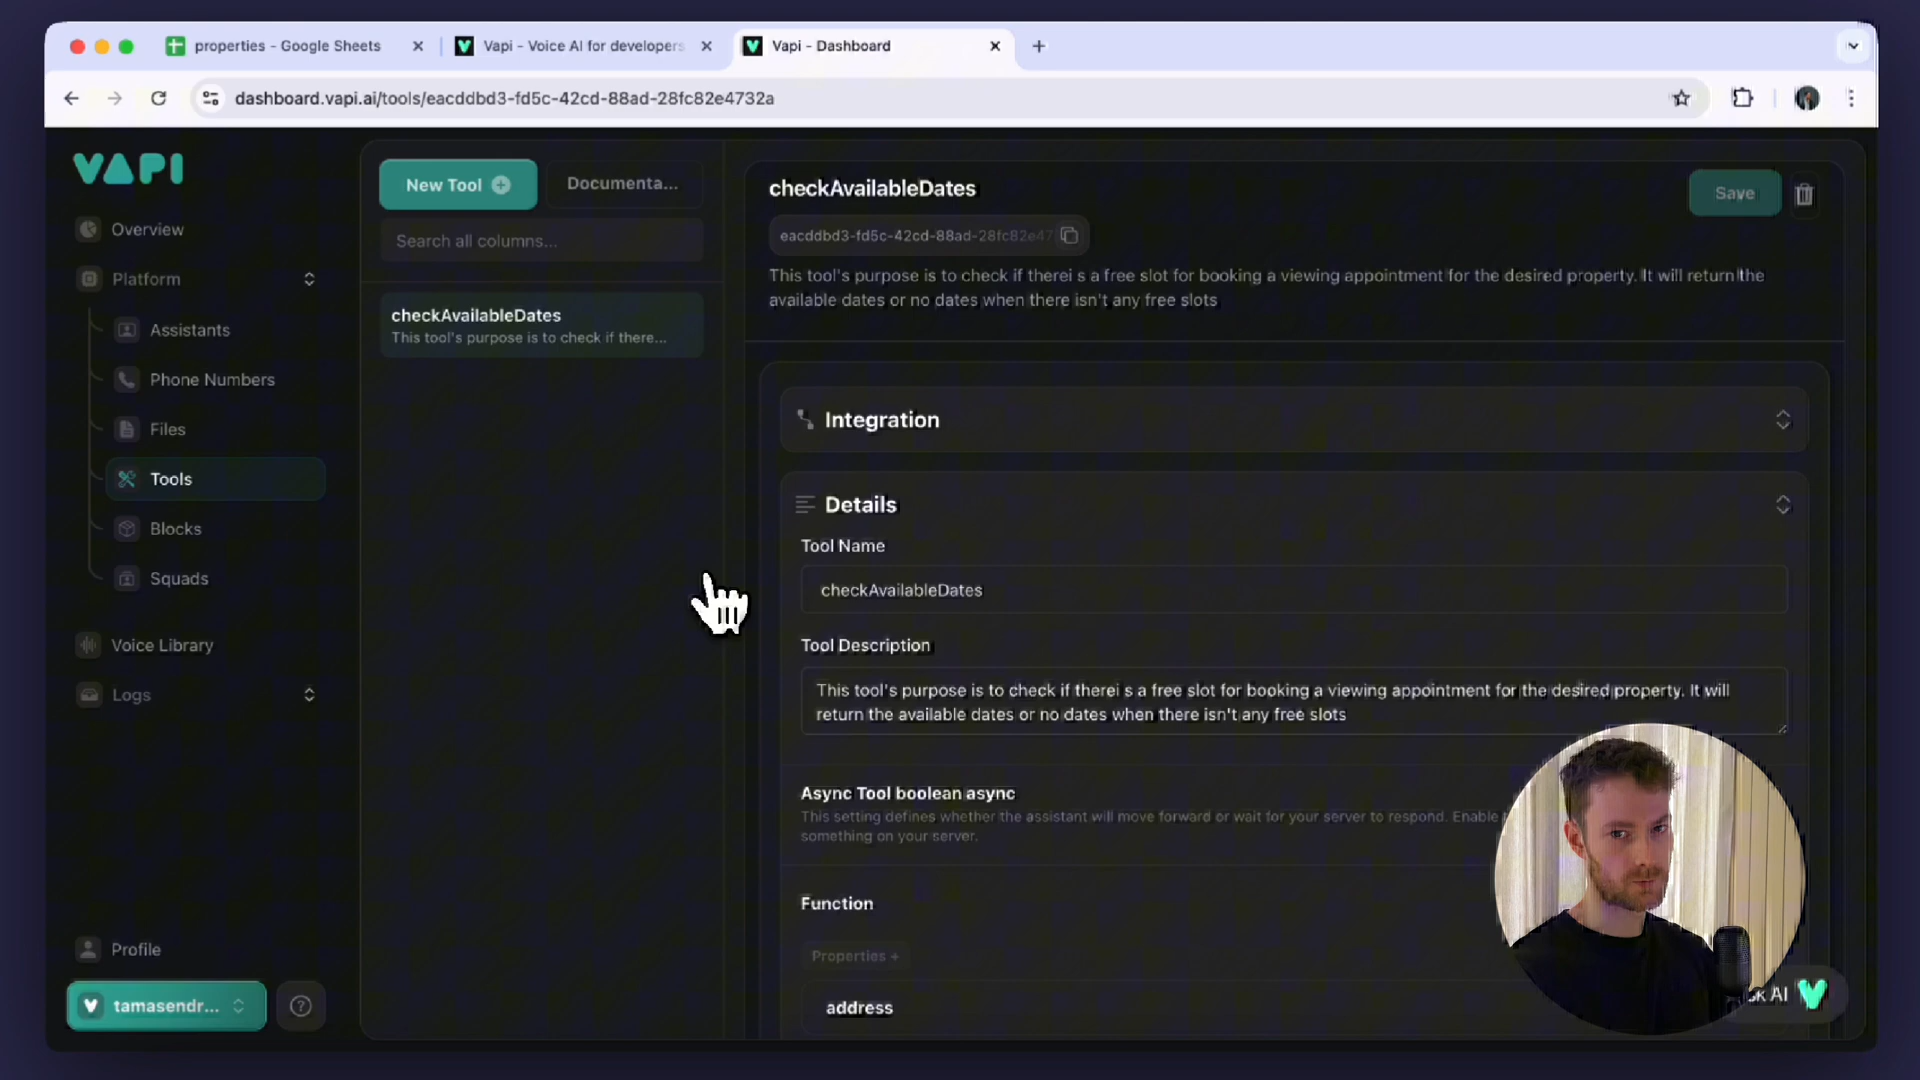 properties - Google Sheets
Vapi - Voice AI for developers
Vapi - Dashboard
dashboard.vapi.ai/tools/eacddbd3-fd5c-42cd-88ad-28fc82e4732a
VAPI
Overview
Platform
Assistants
Phone Numbers
Files
Tools
Blocks
Squads
Voice Library
Logs
Profile
tamasendr...
New Tool
Documenta...
Search all columns...
checkAvailableDates
This tool's purpose is to check if there...
checkAvailableDates
Save
eacddbd3-fd5c-42cd-88ad-28fc82e47
This tool's purpose is to check if therei s a free slot for booking a viewing appointment for the desired property. It will return the
available dates or no dates when there isn't any free slots
Integration
Details
Tool Name
checkAvailableDates
Tool Description
This tool's purpose is to check if therei s a free slot for booking a viewing appointment for the desired property. It will
return the available dates or no dates when there isn't any free slots
Async Tool boolean async
This setting defines whether the assistant will move forward or wait for your server to respond. Enable
something on your server.
Function
Properties +
address
AI